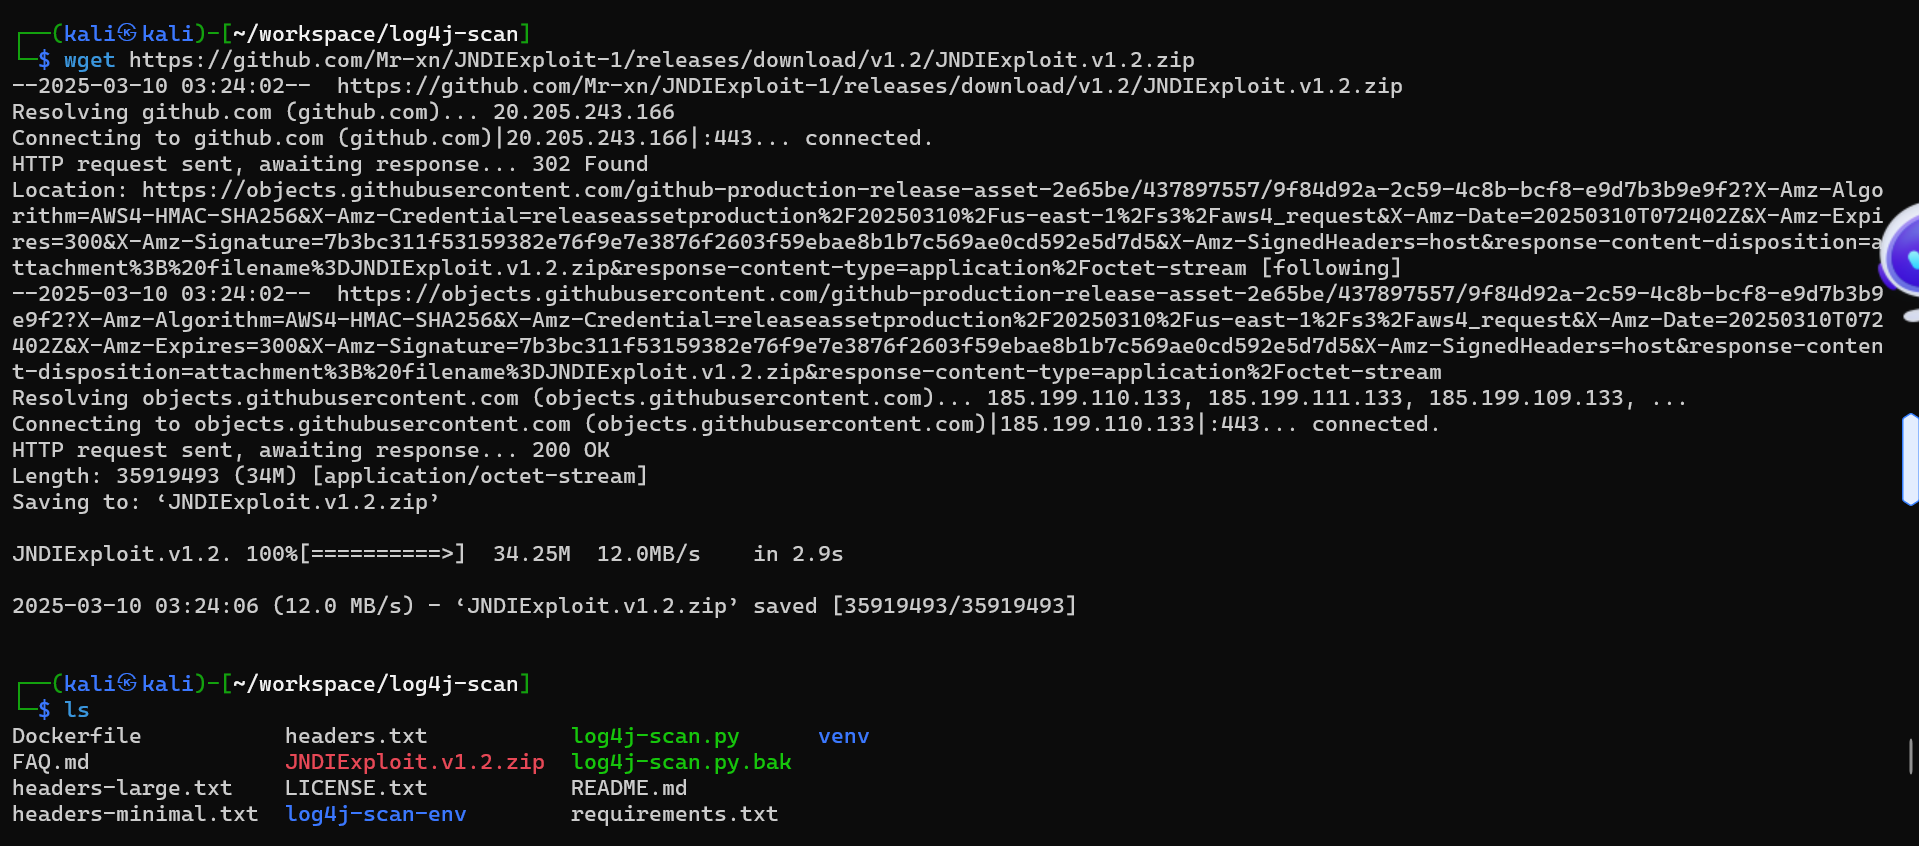 ┌──(kali㉿kali)-[~/workspace/log4j-scan]
└─$ wget https://github.com/Mr-xn/JNDIExploit-1/releases/download/v1.2/JNDIExploit.v1.2.zip
--2025-03-10 03:24:02--  https://github.com/Mr-xn/JNDIExploit-1/releases/download/v1.2/JNDIExploit.v1.2.zip
Resolving github.com (github.com)... 20.205.243.166
Connecting to github.com (github.com)|20.205.243.166|:443... connected.
HTTP request sent, awaiting response... 302 Found
Location: https://objects.githubusercontent.com/github-production-release-asset-2e65be/437897557/9f84d92a-2c59-4c8b-bcf8-e9d7b3b9e9f2?X-Amz-Algo
rithm=AWS4-HMAC-SHA256&X-Amz-Credential=releaseassetproduction%2F20250310%2Fus-east-1%2Fs3%2Faws4_request&X-Amz-Date=20250310T072402Z&X-Amz-Expi
res=300&X-Amz-Signature=7b3bc311f53159382e76f9e7e3876f2603f59ebae8b1b7c569ae0cd592e5d7d5&X-Amz-SignedHeaders=host&response-content-disposition=a
ttachment%3B%20filename%3DJNDIExploit.v1.2.zip&response-content-type=application%2Foctet-stream [following]
--2025-03-10 03:24:02--  https://objects.githubusercontent.com/github-production-release-asset-2e65be/437897557/9f84d92a-2c59-4c8b-bcf8-e9d7b3b9
e9f2?X-Amz-Algorithm=AWS4-HMAC-SHA256&X-Amz-Credential=releaseassetproduction%2F20250310%2Fus-east-1%2Fs3%2Faws4_request&X-Amz-Date=20250310T072
402Z&X-Amz-Expires=300&X-Amz-Signature=7b3bc311f53159382e76f9e7e3876f2603f59ebae8b1b7c569ae0cd592e5d7d5&X-Amz-SignedHeaders=host&response-conten
t-disposition=attachment%3B%20filename%3DJNDIExploit.v1.2.zip&response-content-type=application%2Foctet-stream
Resolving objects.githubusercontent.com (objects.githubusercontent.com)... 185.199.110.133, 185.199.111.133, 185.199.109.133, ...
Connecting to objects.githubusercontent.com (objects.githubusercontent.com)|185.199.110.133|:443... connected.
HTTP request sent, awaiting response... 200 OK
Length: 35919493 (34M) [application/octet-stream]
Saving to: ‘JNDIExploit.v1.2.zip’
JNDIExploit.v1.2. 100%[==========>]  34.25M  12.0MB/s    in 2.9s
2025-03-10 03:24:06 (12.0 MB/s) - ‘JNDIExploit.v1.2.zip’ saved [35919493/35919493]
┌──(kali㉿kali)-[~/workspace/log4j-scan]
└─$ ls
Dockerfile           headers.txt           log4j-scan.py      venv
FAQ.md               JNDIExploit.v1.2.zip  log4j-scan.py.bak
headers-large.txt    LICENSE.txt           README.md
headers-minimal.txt  log4j-scan-env        requirements.txt